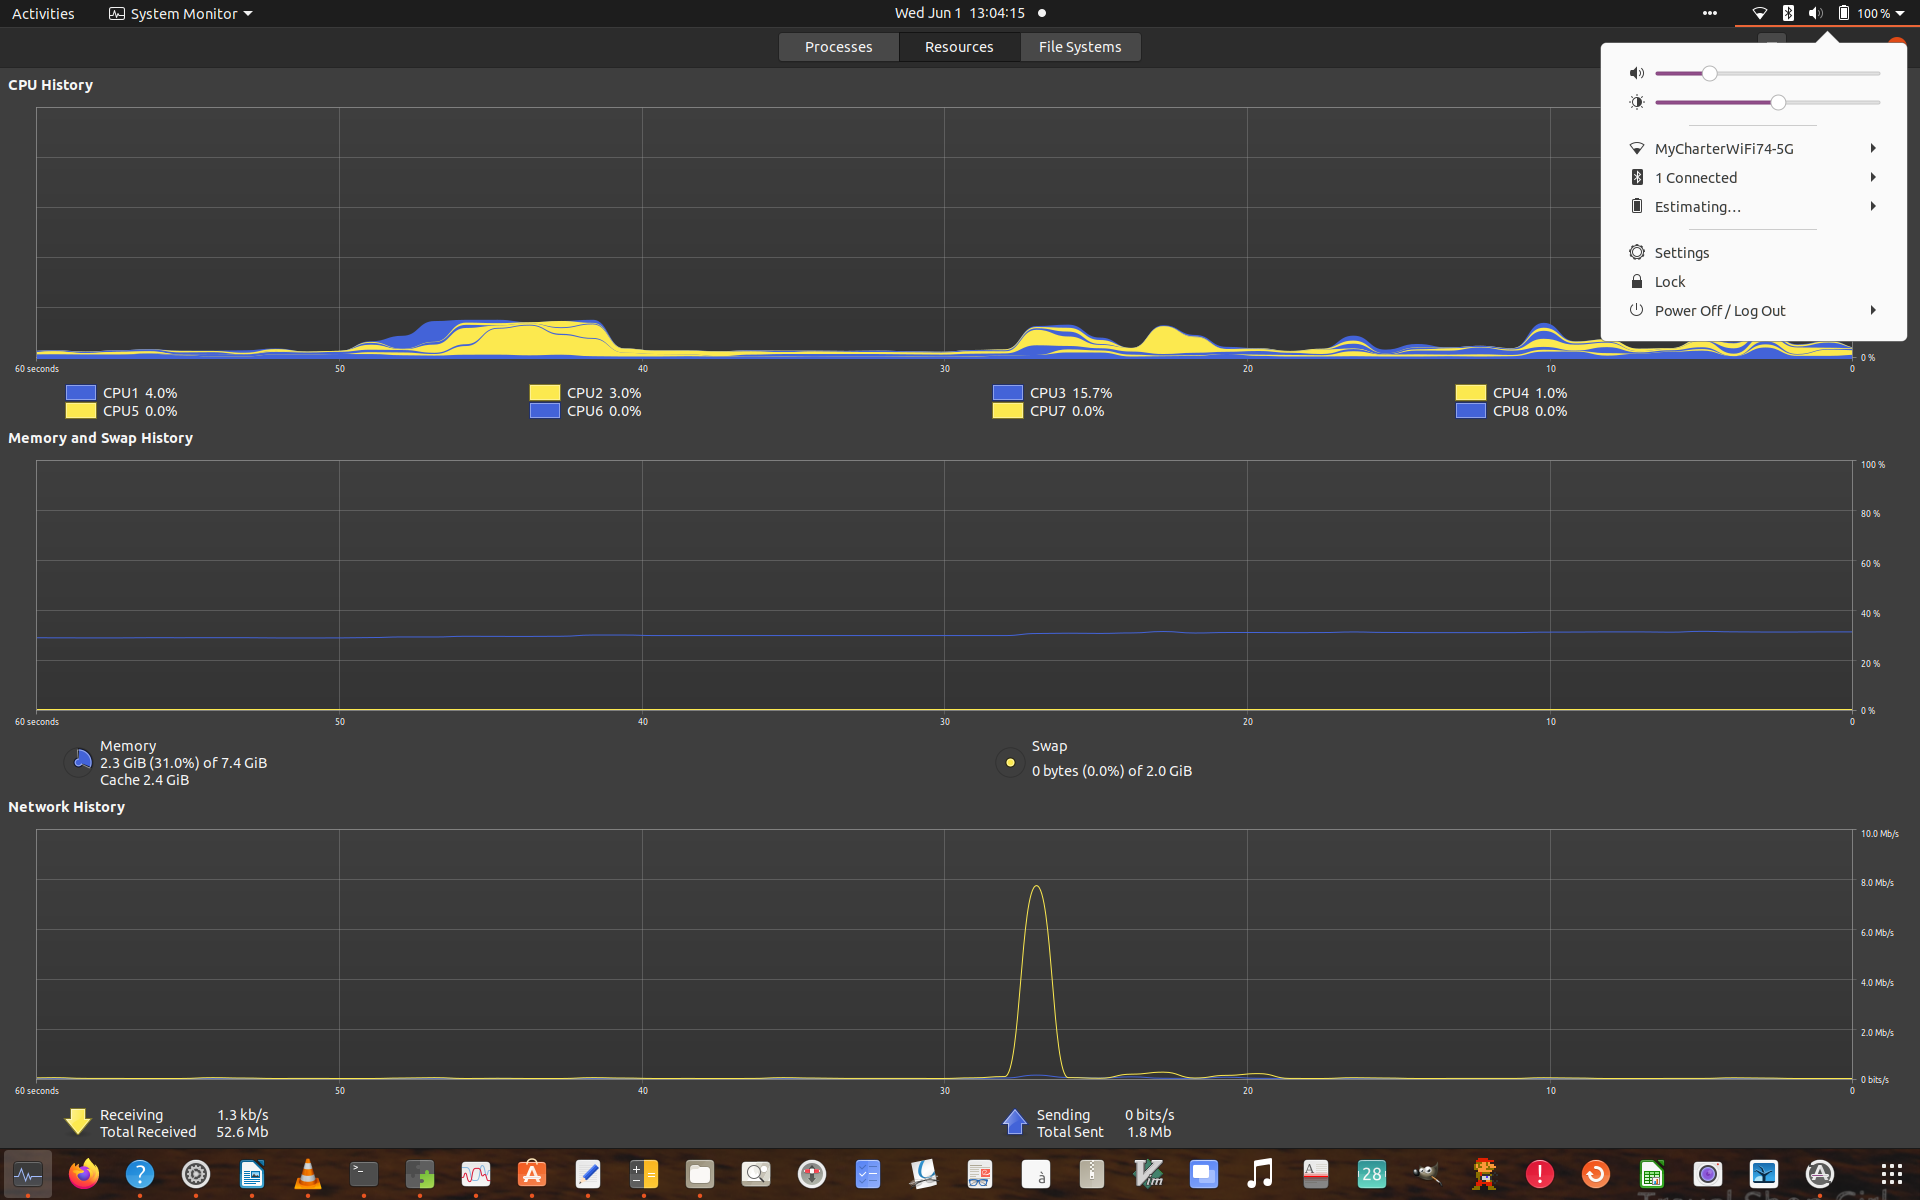 Activities System Monitor Wed Jun 1 13:04:15 100 %
Processes Resources File Systems
CPU History
MyCharterWiFi74-5G
1 Connected
Estimating…
Settings
Lock
Power Off / Log Out
0 %
60 seconds 50 40 30 20 10 0
CPU1 4.0% CPU2 3.0% CPU3 15.7% CPU4 1.0%
CPU5 0.0% CPU6 0.0% CPU7 0.0% CPU8 0.0%
Memory and Swap History
100 %
80 %
60 %
40 %
20 %
0 %
60 seconds 50 40 30 20 10 0
Memory
2.3 GiB (31.0%) of 7.4 GiB
Cache 2.4 GiB
Swap
0 bytes (0.0%) of 2.0 GiB
Network History
10.0 Mb/s
8.0 Mb/s
6.0 Mb/s
4.0 Mb/s
2.0 Mb/s
0 bits/s
60 seconds 50 40 30 20 10 0
Receiving 1.3 kb/s
Total Received 52.6 Mb
Sending 0 bits/s
Total Sent 1.8 Mb
28